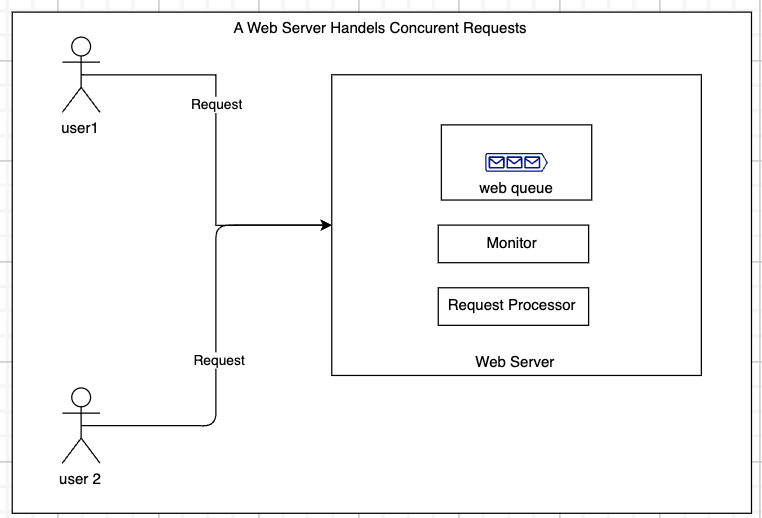 A Web Server Handels Concurent Requests
user1
Request
web queue
Monitor
Request Processor
Request
Web Server
user 2